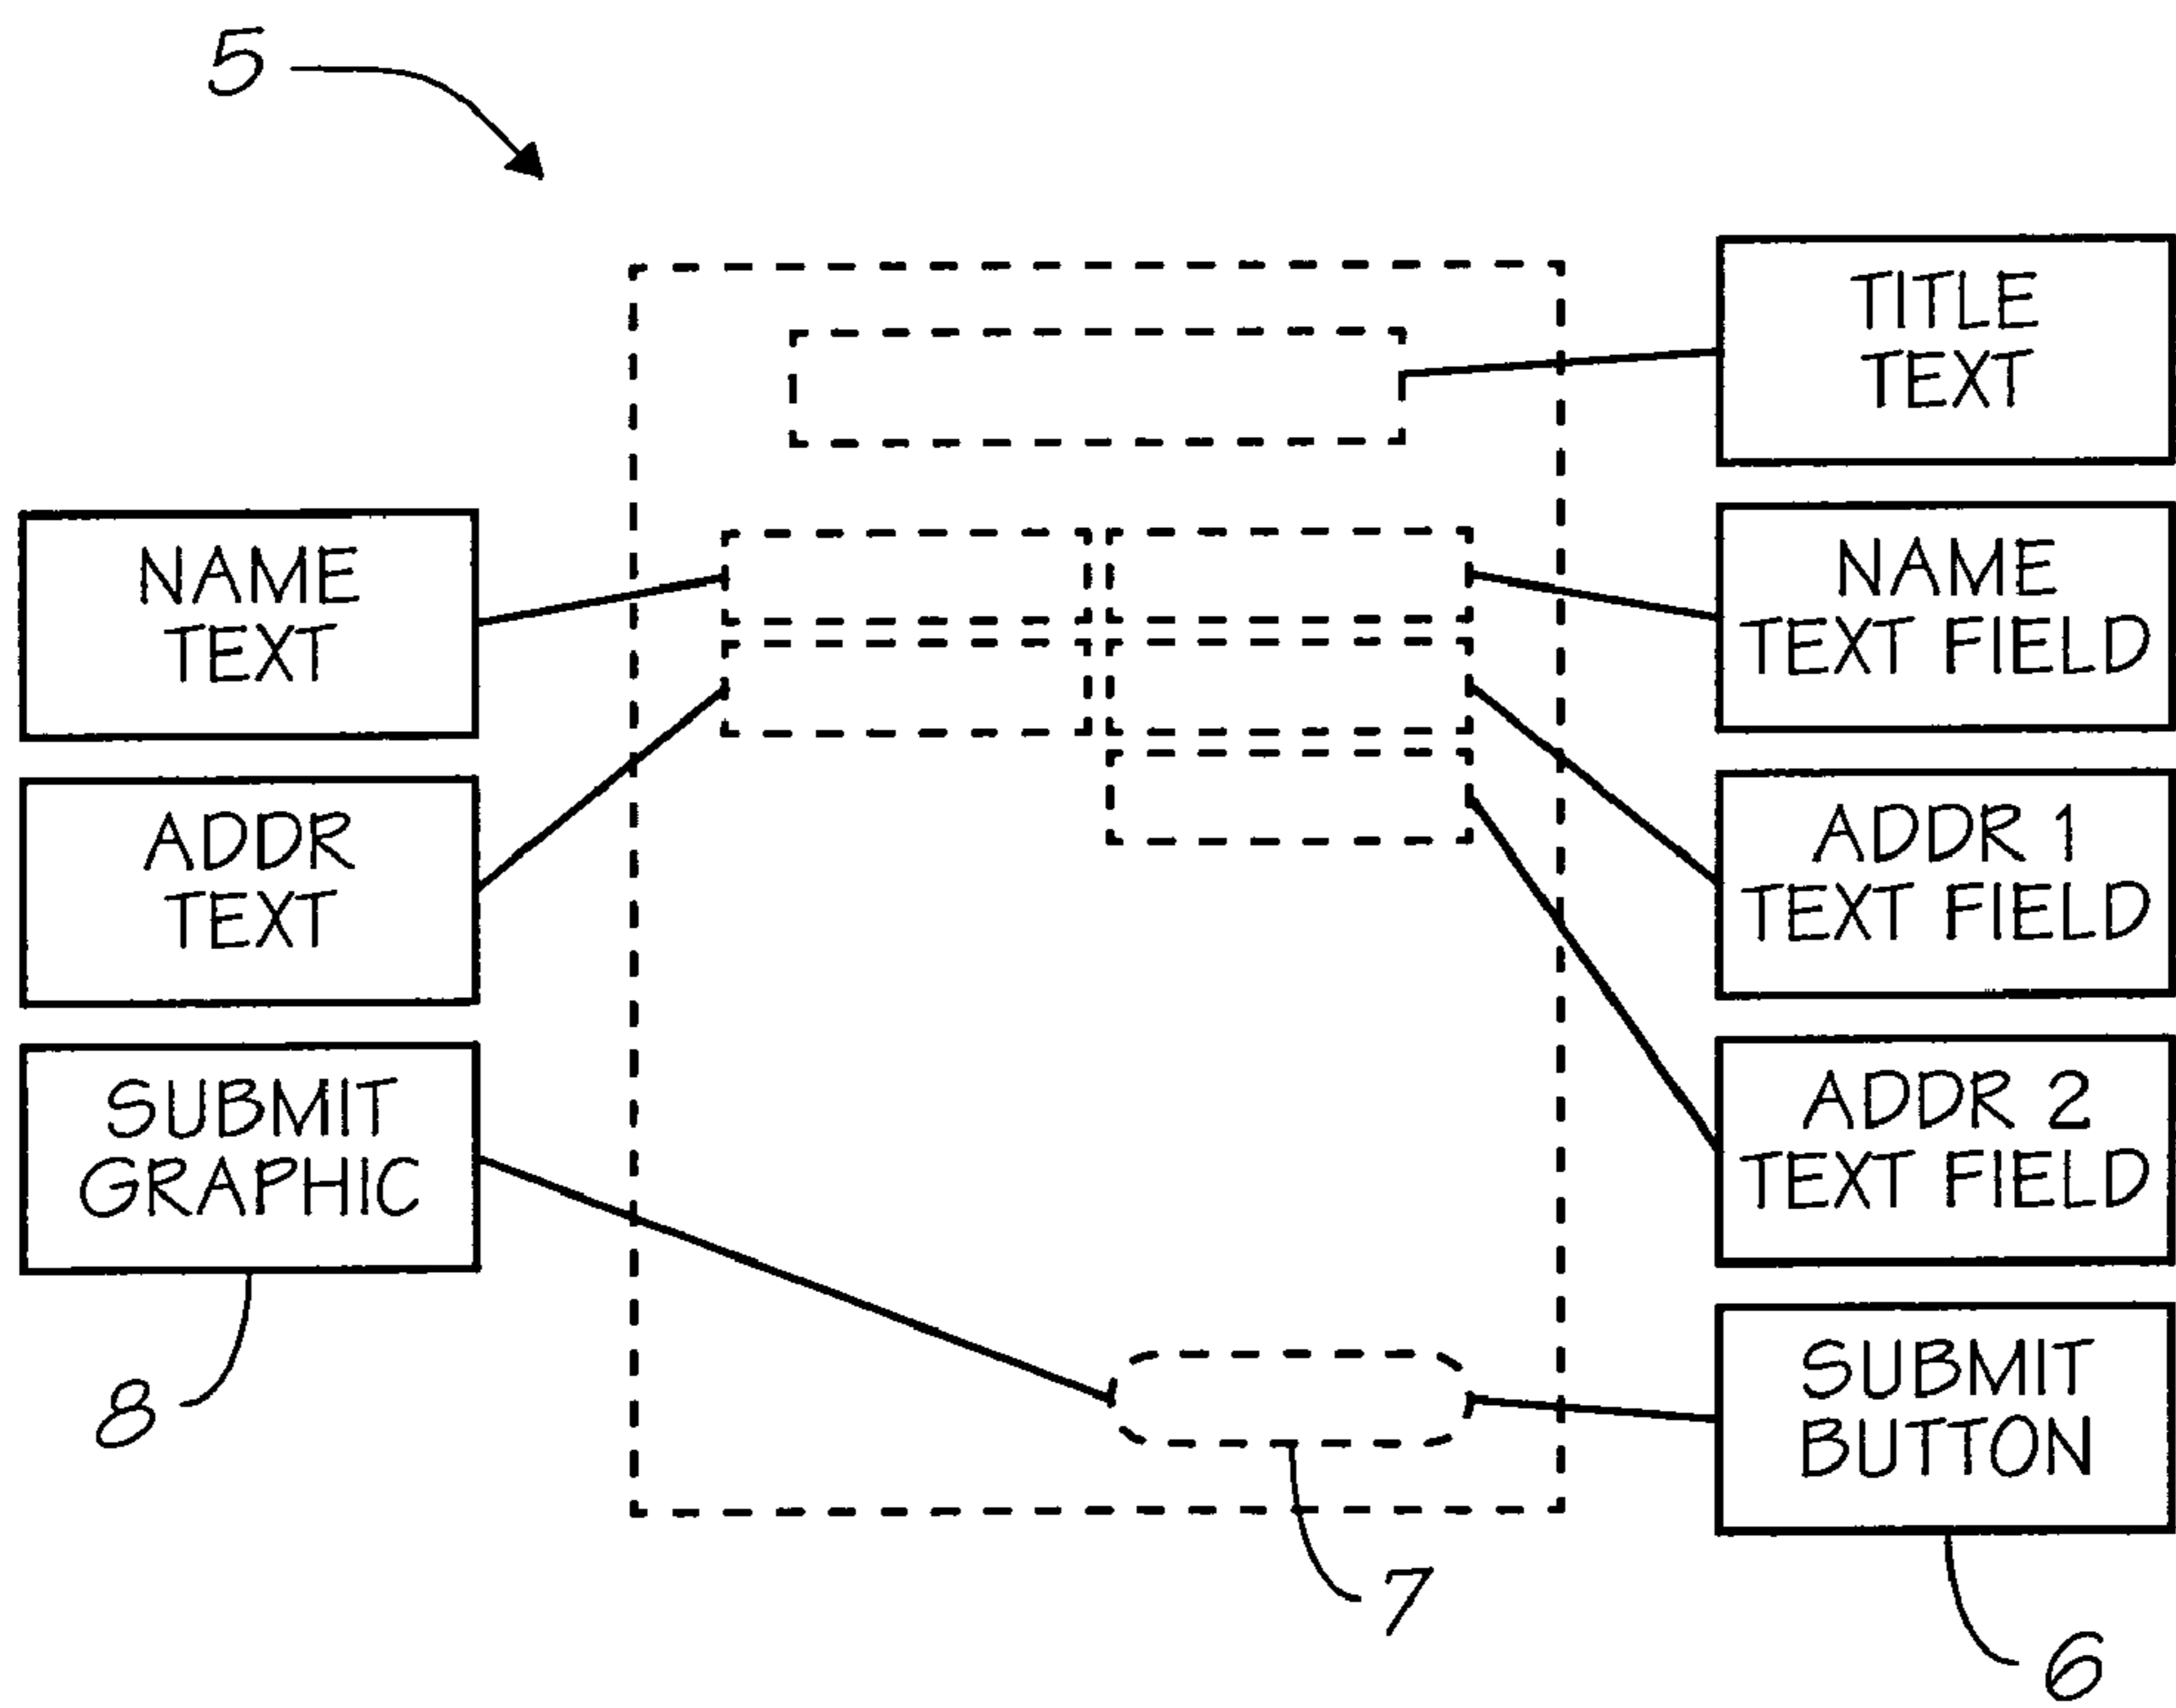 5
TITLE
TEXT
NAME
TEXT
NAME
TEXT FIELD
ADDR
TEXT
ADDR 1
TEXT FIELD
SUBMIT
GRAPHIC
ADDR 2
TEXT FIELD
8
SUBMIT
BUTTON
7
6